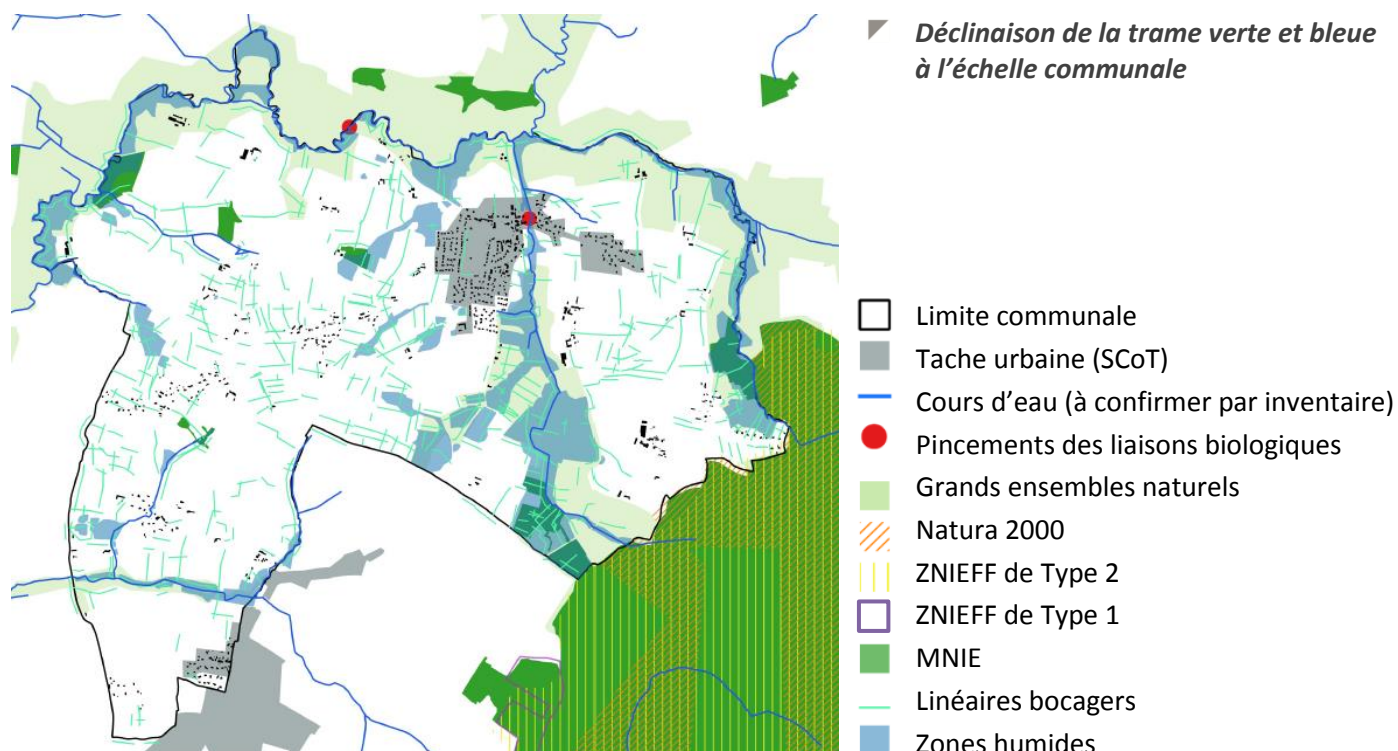 Déclinaison de la trame verte et bleue
à l’échelle communale
Limite communale
Tache urbaine (SCoT)
Cours d’eau (à confirmer par inventaire)
Pincements des liaisons biologiques
Grands ensembles naturels
Natura 2000
ZNIEFF de Type 2
ZNIEFF de Type 1
MNIE
Linéaires bocagers
Zones humides